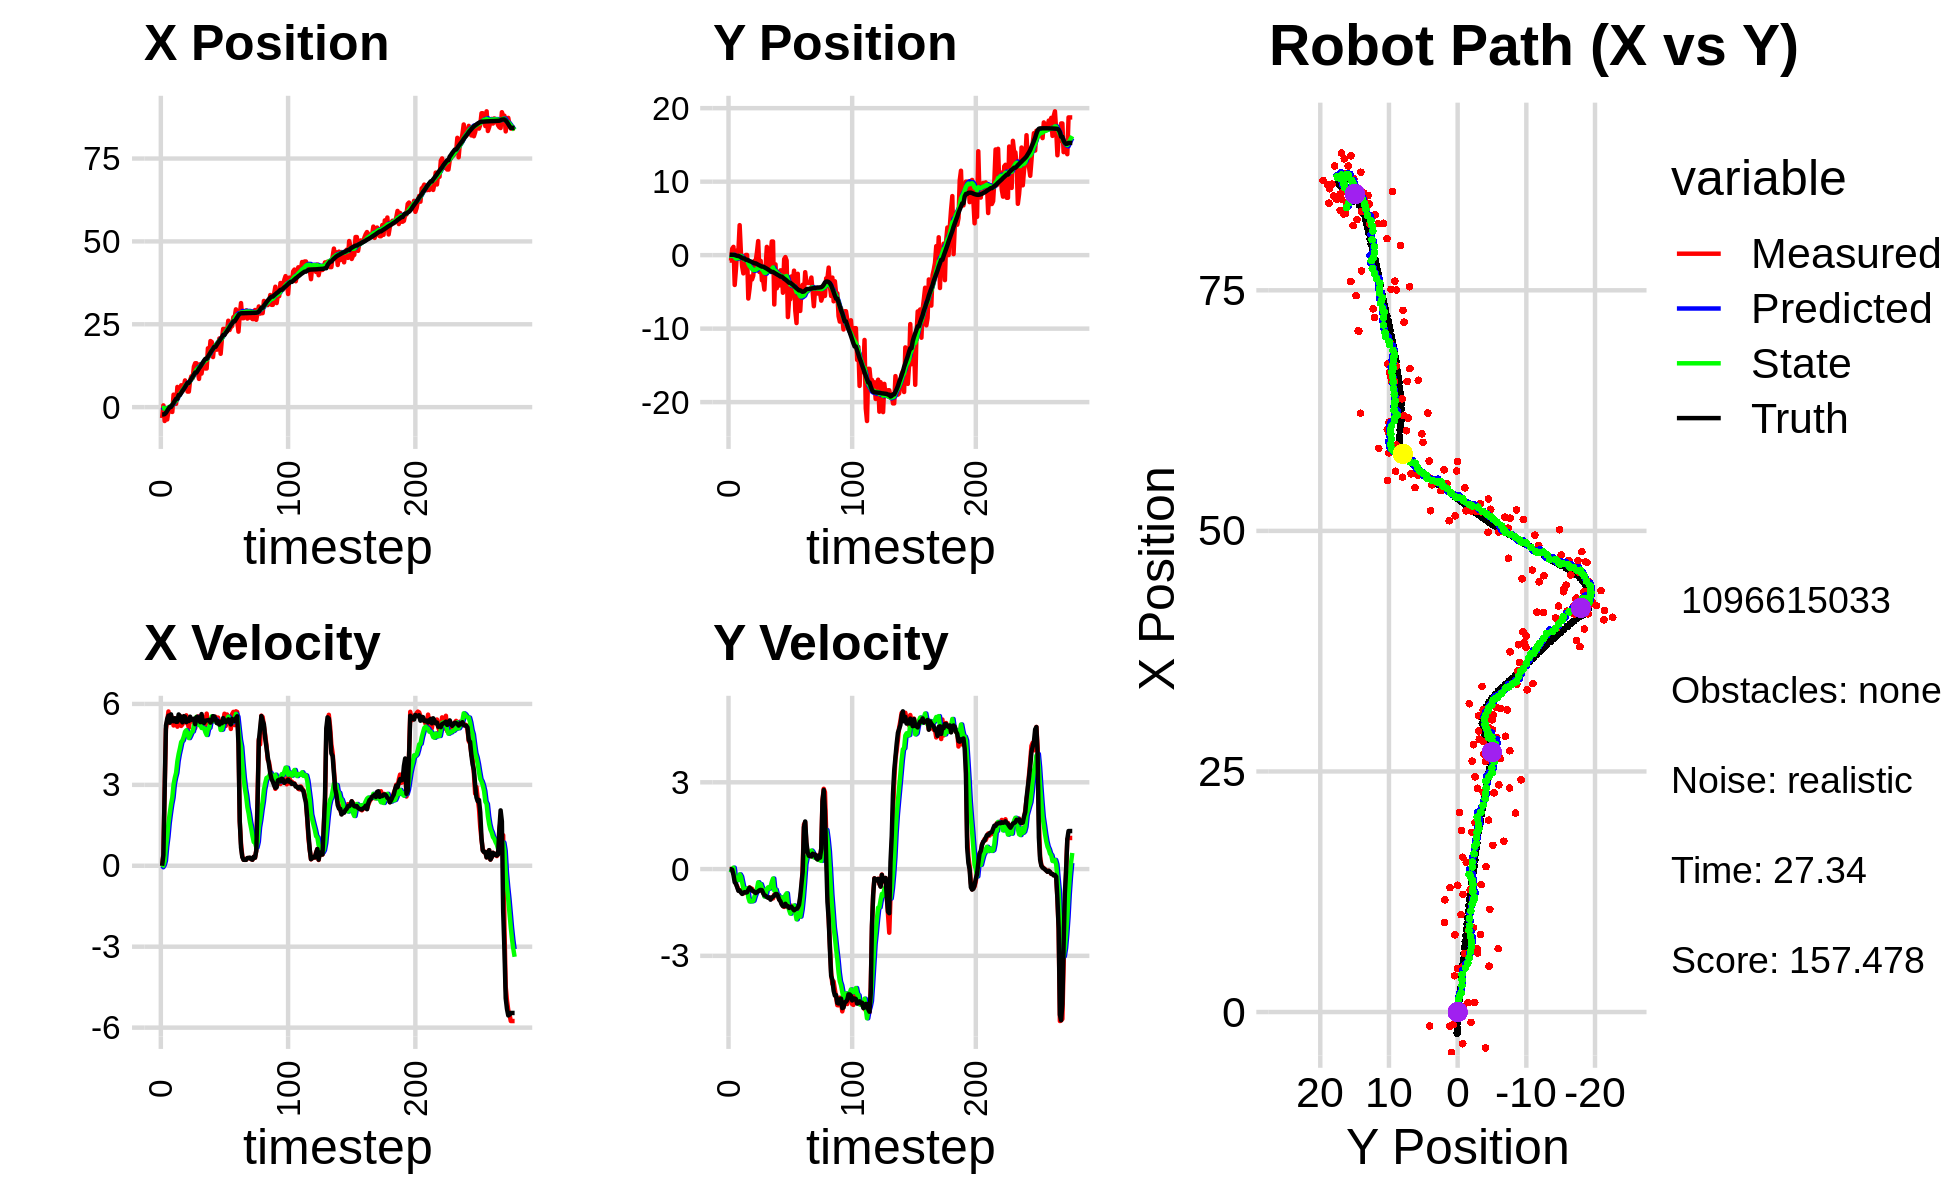 X Position
75
50
25
0
0
100
200
timestep
Y Position
20
10
0
-10
-20
0
100
200
timestep
X Velocity
6
3
0
-3
-6
0
100
200
timestep
Y Velocity
3
0
-3
0
100
200
timestep
Robot Path (X vs Y)
X Position
75
50
25
0
20 10 0 -10 -20
Y Position
variable
Measured
Predicted
State
Truth
1096615033
Obstacles: none
Noise: realistic
Time: 27.34
Score: 157.478